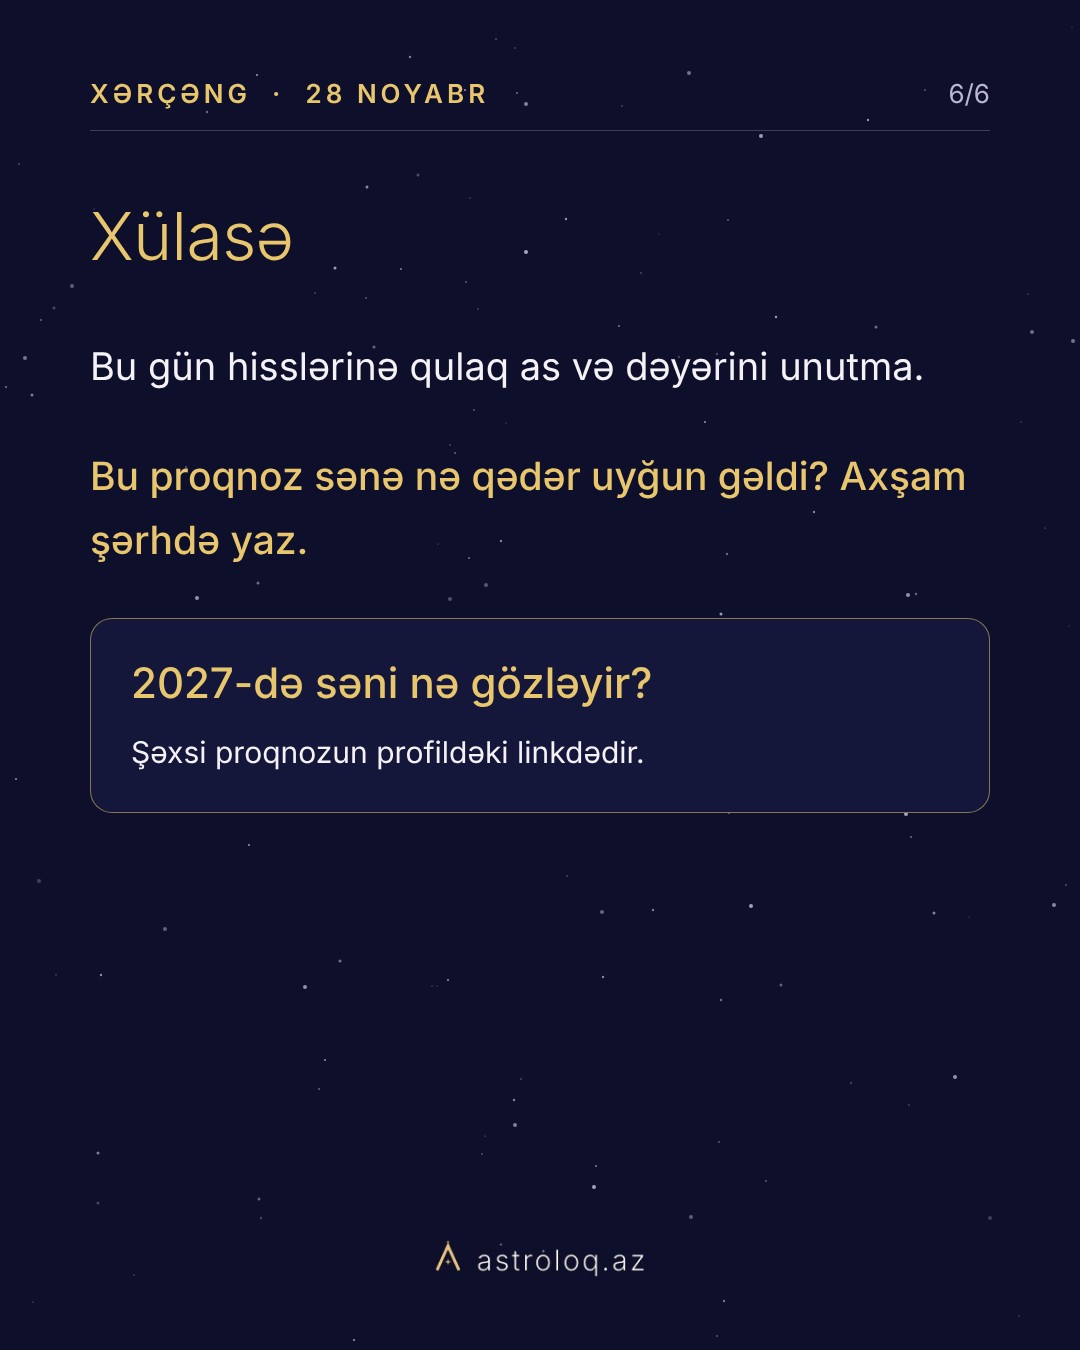 XƏRÇƏNG · 28 NOYABR 6/6
Xülasə
Bu gün hisslərinə qulaq as və dəyərini unutma.
Bu proqnoz sənə nə qədər uyğun gəldi? Axşam
şərhdə yaz.
2027-də səni nə gözləyir?
Şəxsi proqnozun profildəki linkdədir.
astroloq.az